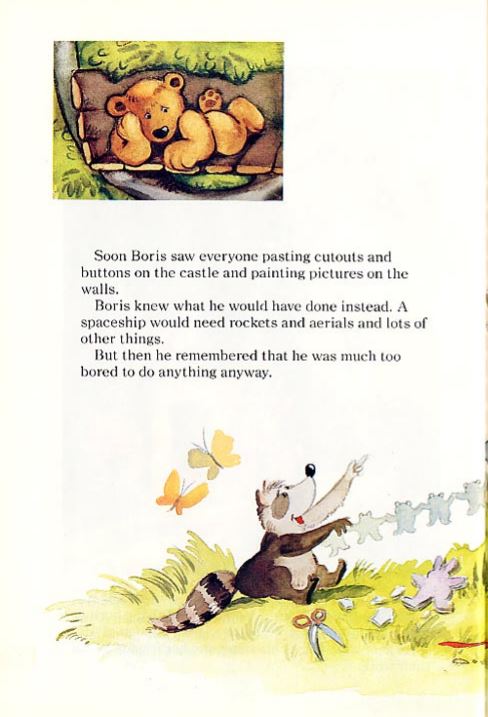 Soon Boris saw everyone pasting cutouts and
buttons on the castle and painting pictures on the
walls.
Boris knew what he would have done instead. A
spaceship would need rockets and aerials and lots of
other things.
But then he remembered that he was much too
bored to do anything anyway.